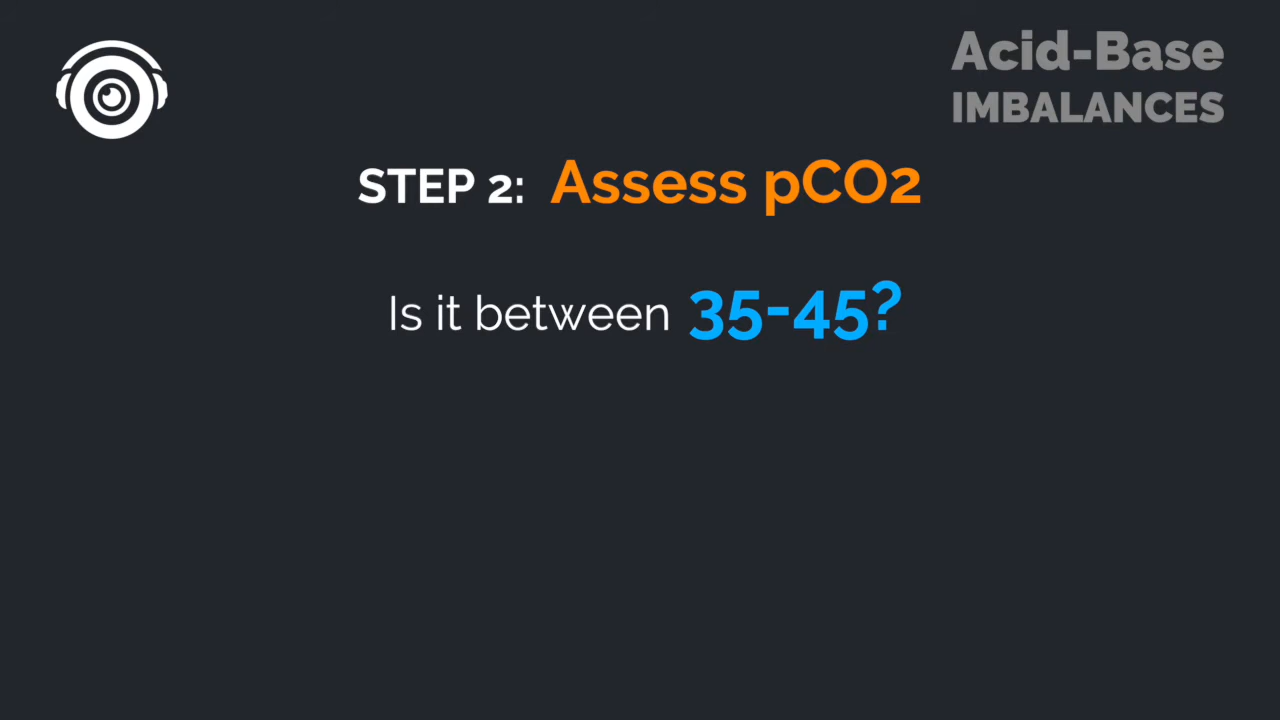 Acid-Base
IMBALANCES
STEP 2: Assess pCO2
Is it between 35-45?